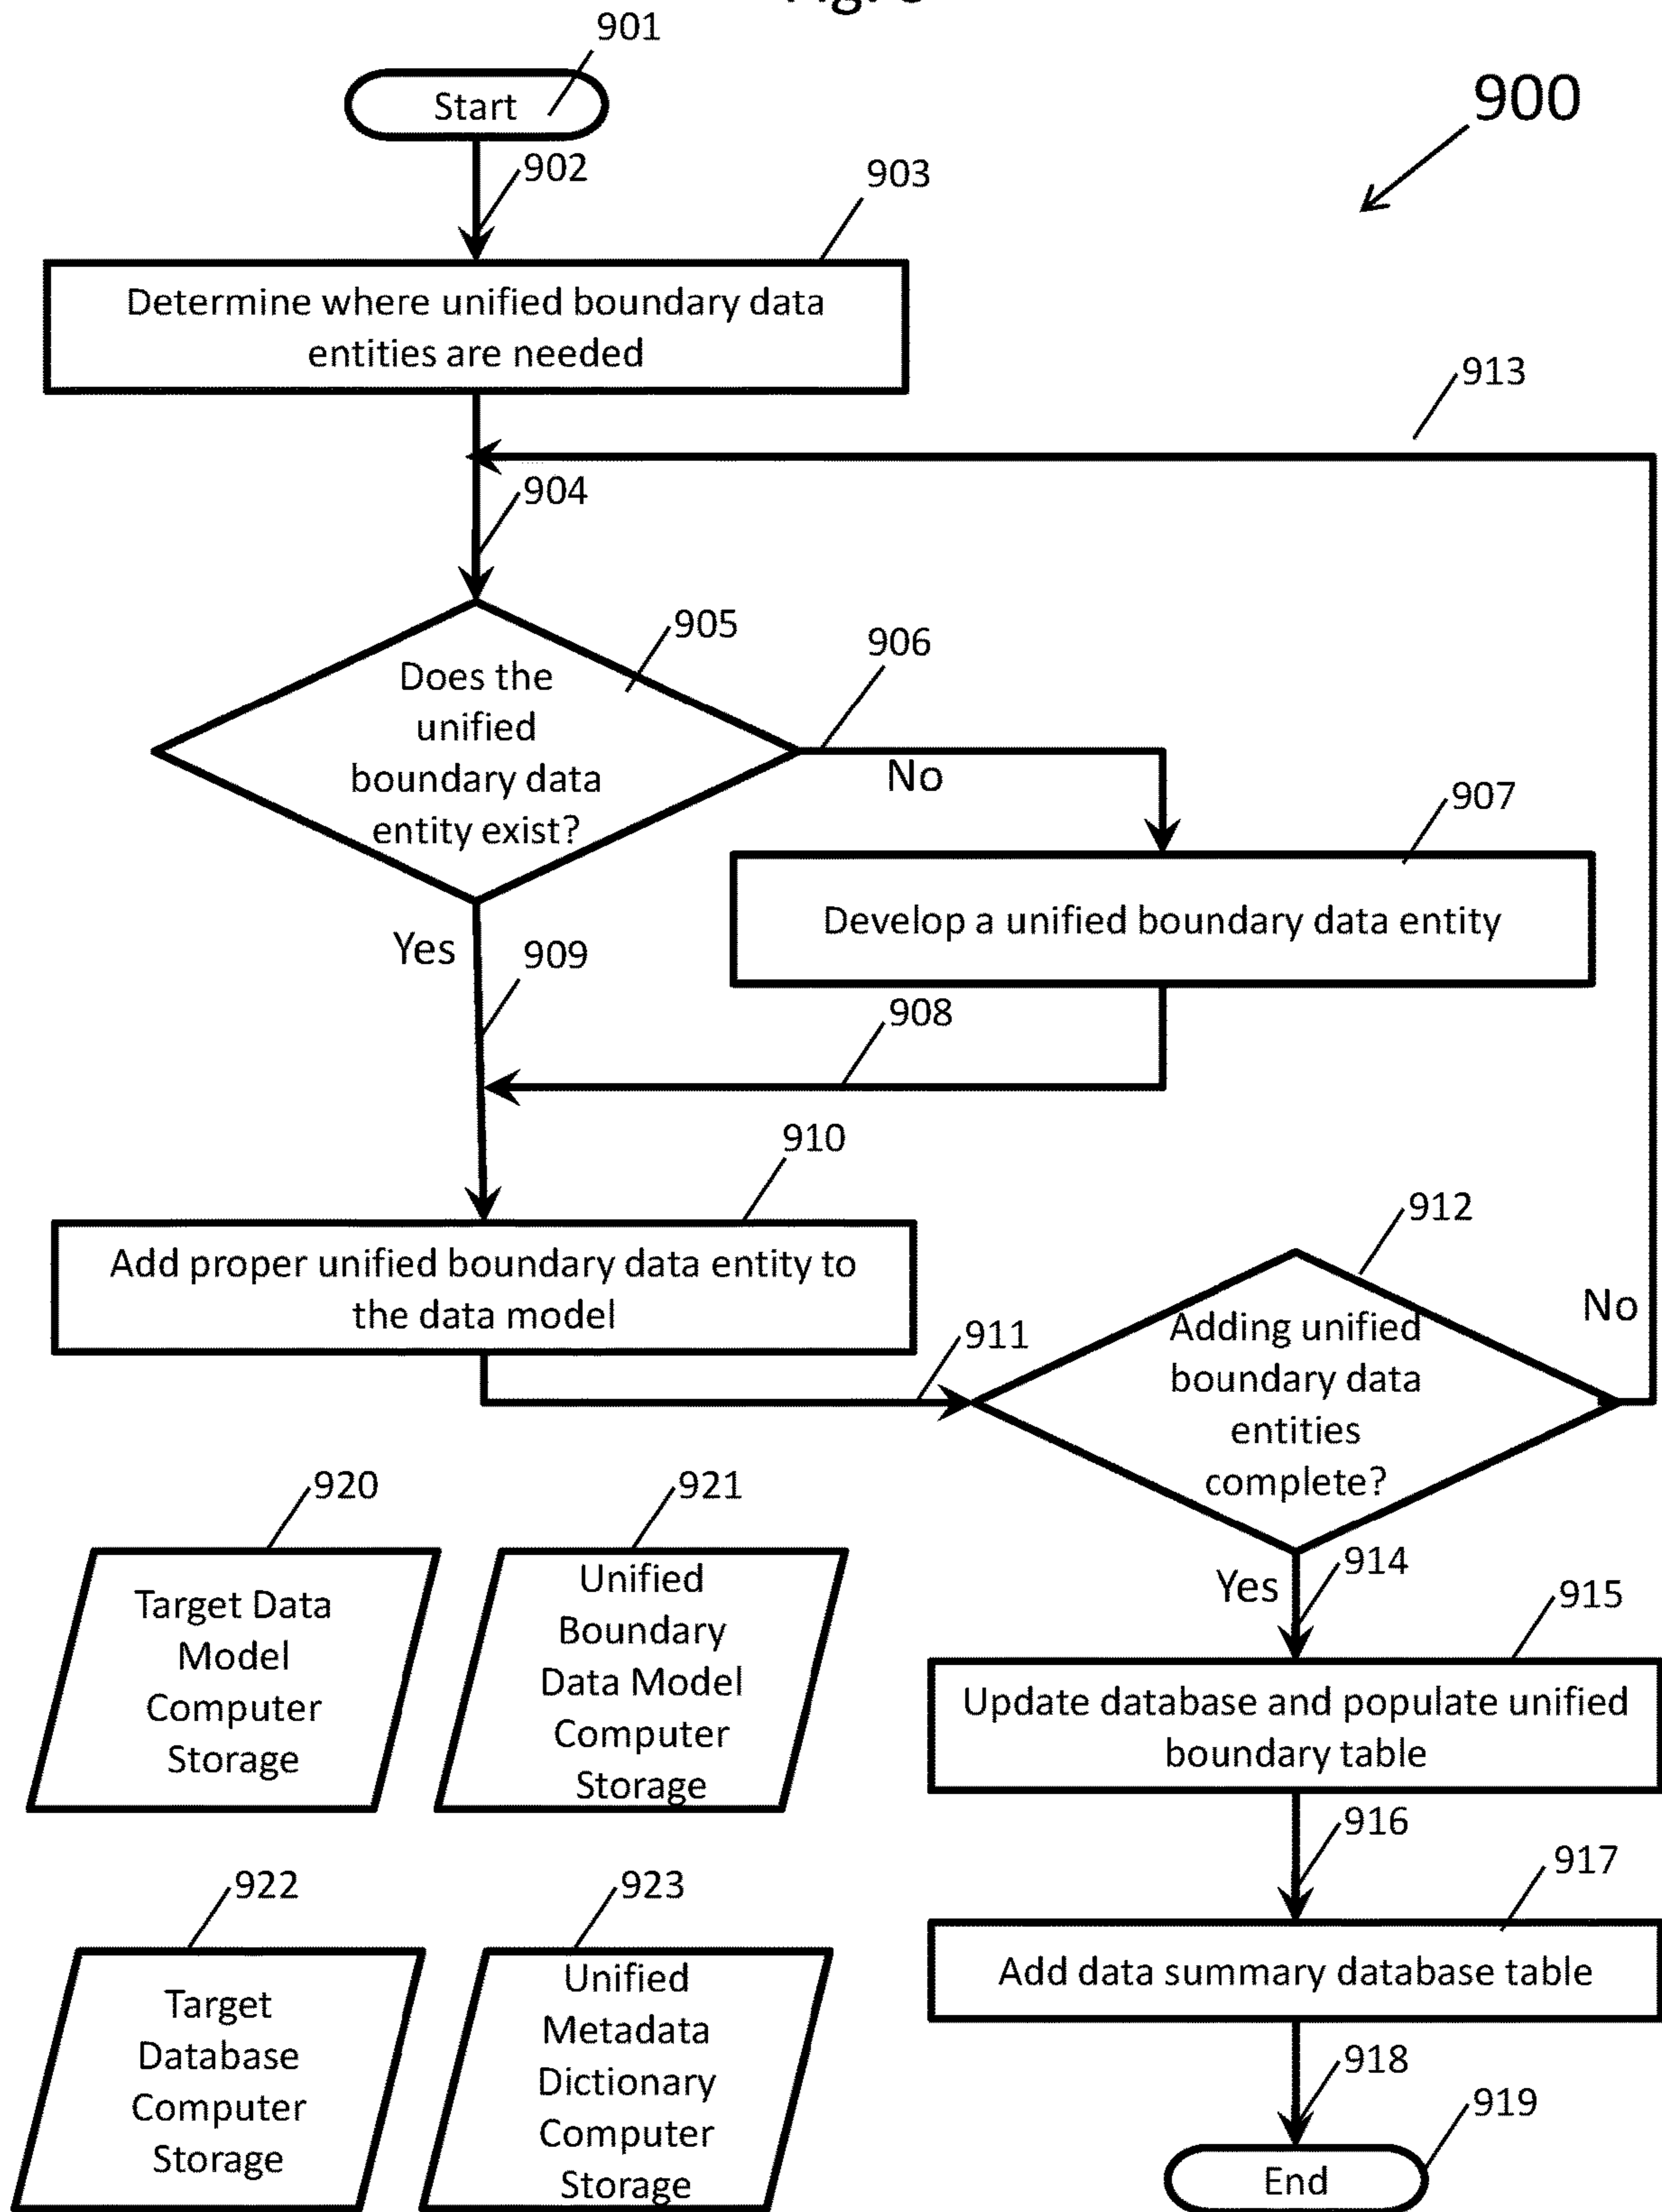 901
Start
900
902
903
Determine where unified boundary data
entities are needed
913
904
905
906
Does the
unified
boundary data
entity exist?
No
907
Develop a unified boundary data entity
Yes
909
908
910
912
Add proper unified boundary data entity to
the data model
No
911
Adding unified
boundary data
entities
complete?
920
921
914
Yes
915
Target Data
Model
Computer
Storage
Unified
Boundary
Data Model
Computer
Storage
Update database and populate unified
boundary table
916
922
923
917
Target
Database
Computer
Storage
Unified
Metadata
Dictionary
Computer
Storage
Add data summary database table
918
919
End